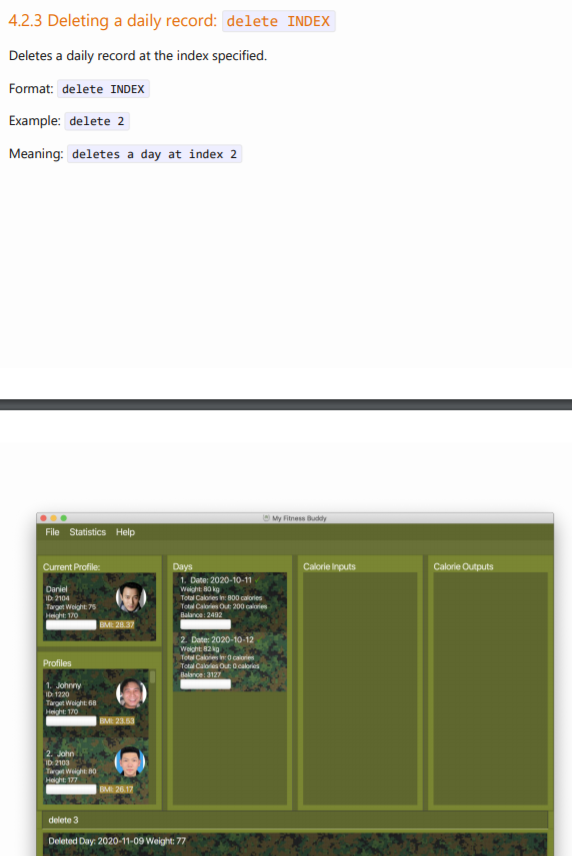 4.2.3 Deleting a daily record: delete INDEX
Deletes a daily record at the index specified.
Format: delete INDEX
Example: delete 2
Meaning: deletes a day at index 2
My Fitness Buddy
File Statistics Help
Current Profile:
Daniel
ID: 2104
Target Weight: 75
Height: 170
BMI: 28.37
Profiles
1. Johnny
ID: 1220
Target Weight: 68
Height: 170
BMI: 23.53
2. John
ID: 2103
Target Weight: 80
Height: 177
BMI: 26.17
Days
1. Date: 2020-10-11
Weight: 80 kg
Total Calories In: 800 calories
Total Calories Out: 200 calories
Balance : 2492
2. Date: 2020-10-12
Weight: 82 kg
Total Calories In: 0 calories
Total Calories Out: 0 calories
Balance : 3127
Calorie Inputs
Calorie Outputs
delete 3
Deleted Day: 2020-11-09 Weight: 77